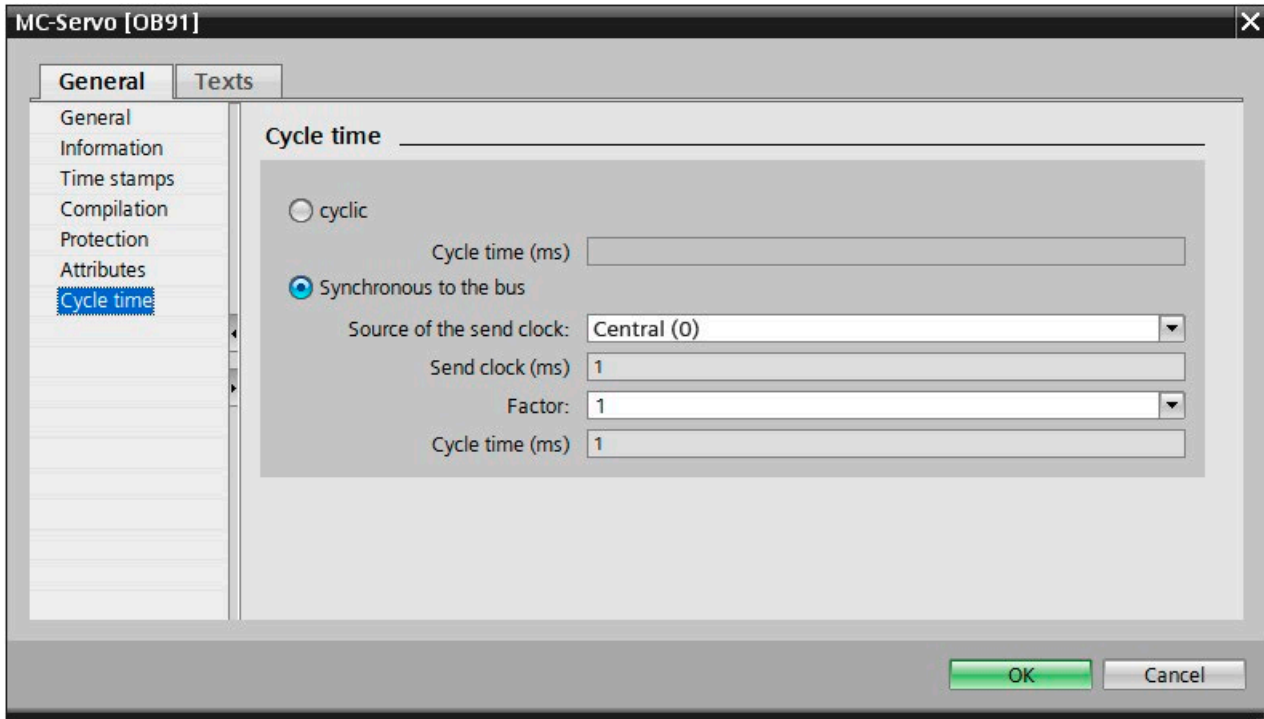 MC-Servo [OB91]
General Texts
General
Information
Time stamps
Compilation
Protection
Attributes
Cycle time
Cycle time
cyclic
Cycle time (ms)
Synchronous to the bus
Source of the send clock: Central (0)
Send clock (ms) 1
Factor: 1
Cycle time (ms) 1
OK Cancel